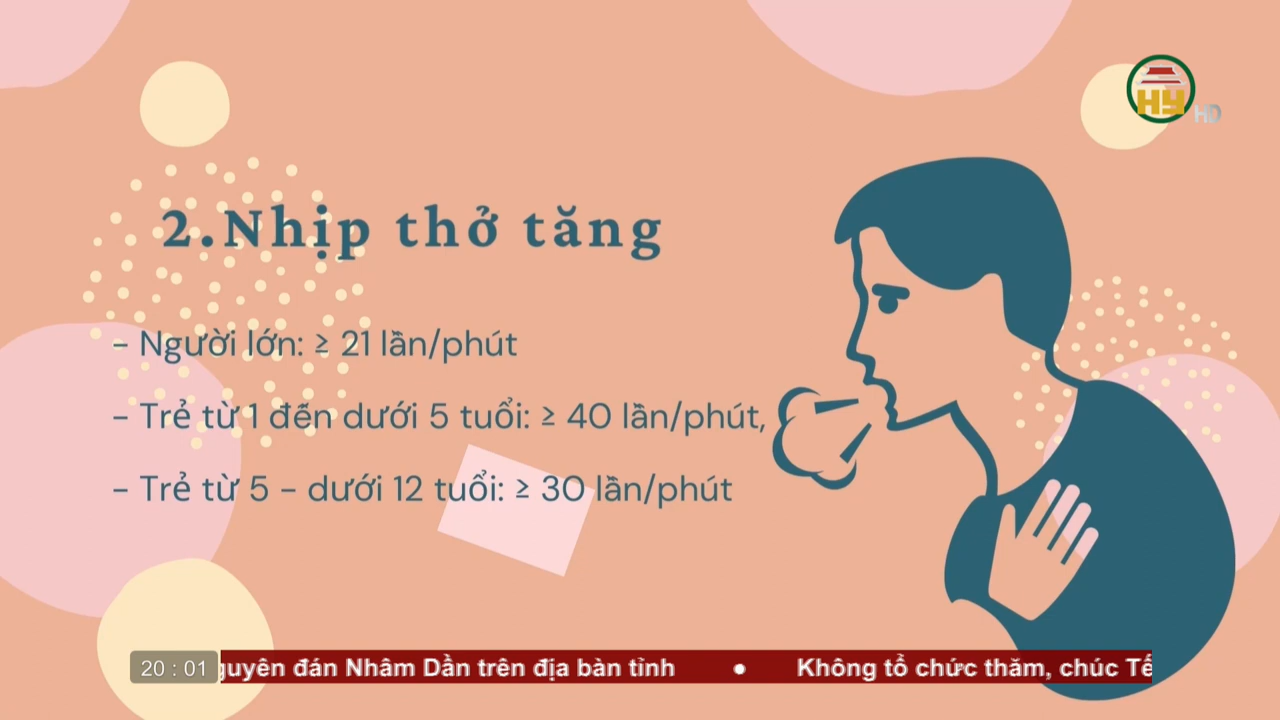 HY HD
2.Nhịp thở tăng
- Người lớn: ≥ 21 lần/phút
- Trẻ từ 1 đến dưới 5 tuổi: ≥ 40 lần/phút,
- Trẻ từ 5 - dưới 12 tuổi: ≥ 30 lần/phút
20 : 01 guyên đán Nhâm Dần trên địa bàn tỉnh • Không tổ chức thăm, chúc Tế